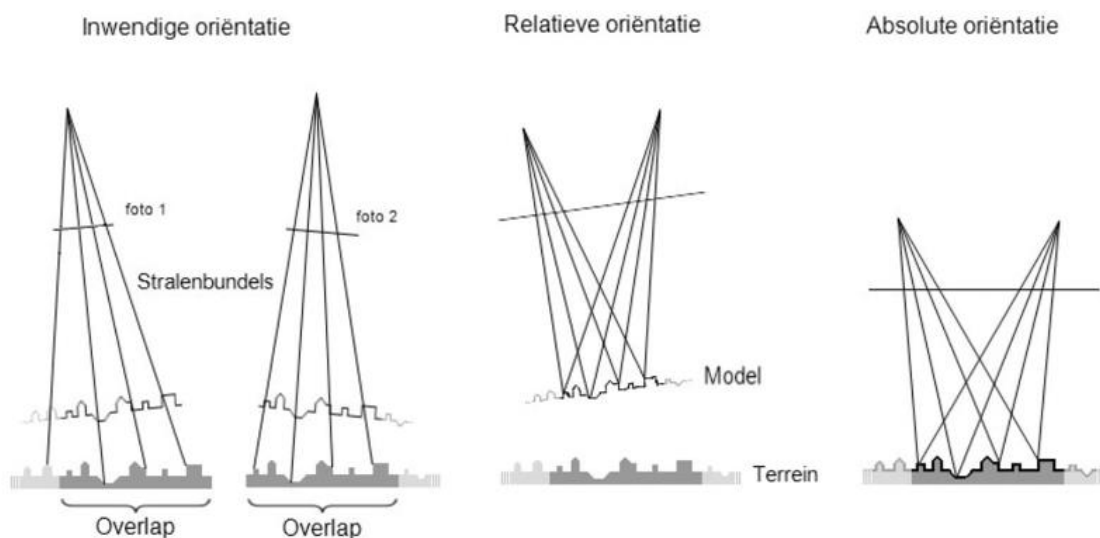 Inwendige oriëntatie
Relatieve oriëntatie
Absolute oriëntatie
foto 1
foto 2
Stralenbundels
Model
Terrein
Overlap
Overlap